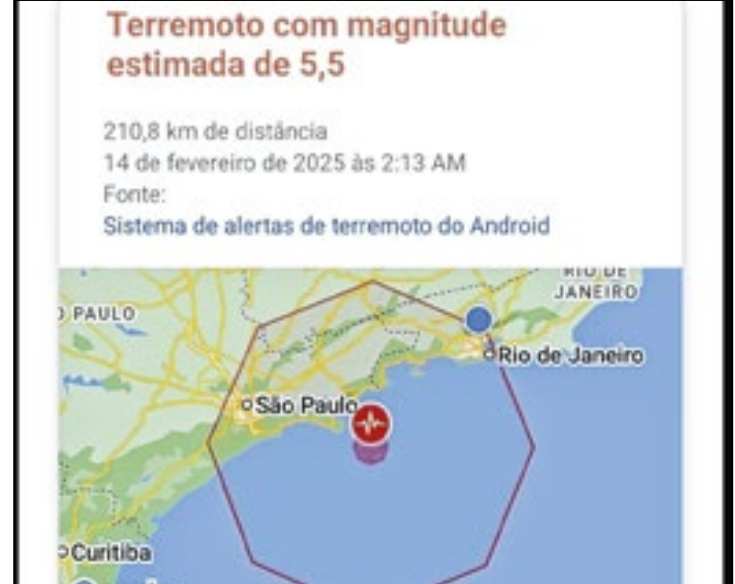 Terremoto com magnitude
estimada de 5,5
210,8 km de distância
14 de fevereiro de 2025 às 2:13 AM
Fonte:
Sistema de alertas de terremoto do Android
RIO DE
JANEIRO
O PAULO
Rio de Janeiro
São Paulo
Curitiba